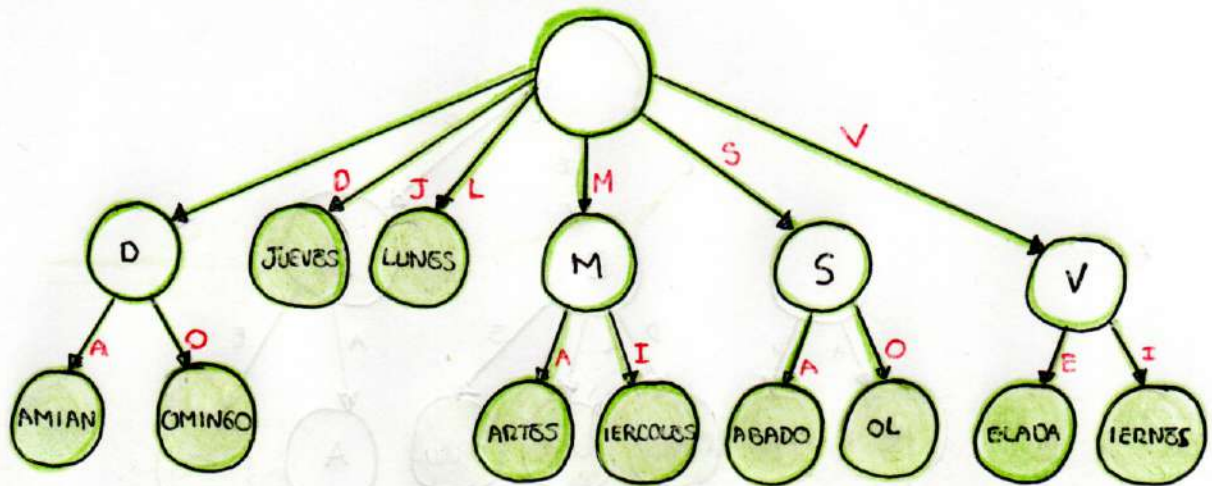 V
S
D J L M
D JUEVES LUNES M S V
A O A I A O E I
AMIAN OMINGO ARTES IERCOLES ABADO OL ELADA IERNES